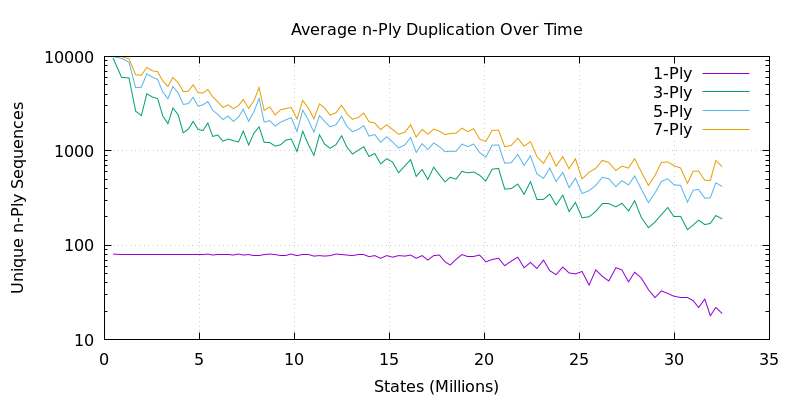 Average n-Ply Duplication Over Time
Unique n-Ply Sequences
10000
1000
100
10
1-Ply
3-Ply
5-Ply
7-Ply
0 5 10 15 20 25 30 35
States (Millions)